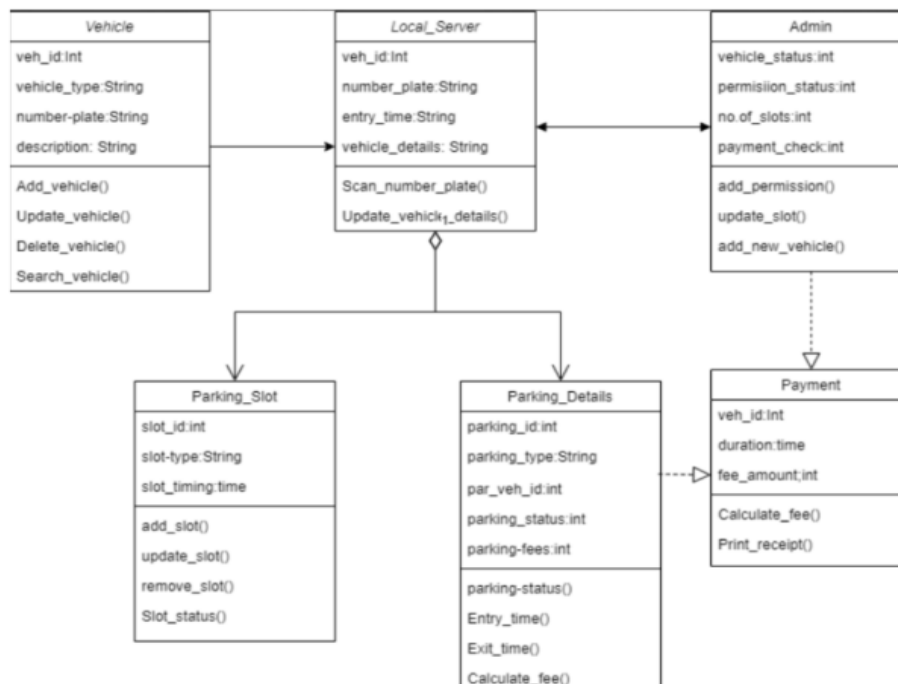 Vehicle
veh_id:Int
vehicle_type:String
number-plate:String
description: String
Add_vehicle()
Update_vehicle()
Delete_vehicle()
Search_vehicle()
Local_Server
veh_id:Int
number_plate:String
entry_time:String
vehicle_details: String
Scan_number_plate()
Update_vehicle_details()
1
Admin
vehicle_status:int
permisiion_status:int
no.of_slots:int
payment_check:int
add_permission()
update_slot()
add_new_vehicle()
Parking_Slot
slot_id:int
slot-type:String
slot_timing:time
add_slot()
update_slot()
remove_slot()
Slot_status()
Parking_Details
parking_id:int
parking_type:String
par_veh_id:int
parking_status:int
parking-fees:int
parking-status()
Entry_time()
Exit_time()
Calculate_fee()
Payment
veh_id:Int
duration:time
fee_amount;int
Calculate_fee()
Print_receipt()